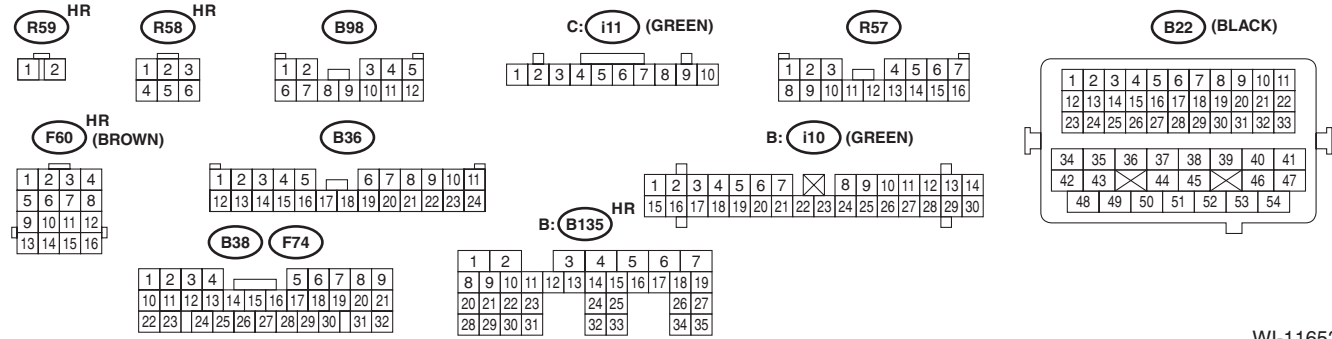 R59 HR
1 2
R58 HR
1 2 3
4 5 6
B98
1 2 3 4 5
6 7 8 9 10 11 12
C: i11 (GREEN)
1 2 3 4 5 6 7 8 9 10
R57
1 2 3 4 5 6 7
8 9 10 11 12 13 14 15 16
B22 (BLACK)
1 2 3 4 5 6 7 8 9 10 11
12 13 14 15 16 17 18 19 20 21 22
23 24 25 26 27 28 29 30 31 32 33
34 35 36 37 38 39 40 41
42 43 44 45 46 47
48 49 50 51 52 53 54
F60 HR
(BROWN)
1 2 3 4
5 6 7 8
9 10 11 12
13 14 15 16
B36
1 2 3 4 5 6 7 8 9 10 11
12 13 14 15 16 17 18 19 20 21 22 23 24
B: i10 (GREEN)
1 2 3 4 5 6 7 8 9 10 11 12 13 14
15 16 17 18 19 20 21 22 23 24 25 26 27 28 29 30
B38 F74
1 2 3 4 5 6 7 8 9
10 11 12 13 14 15 16 17 18 19 20 21
22 23 24 25 26 27 28 29 30 31 32
B: B135 HR
1 2 3 4 5 6 7
8 9 10 11 12 13 14 15 16 17 18 19
20 21 22 23 24 25 26 27
28 29 30 31 32 33 34 35